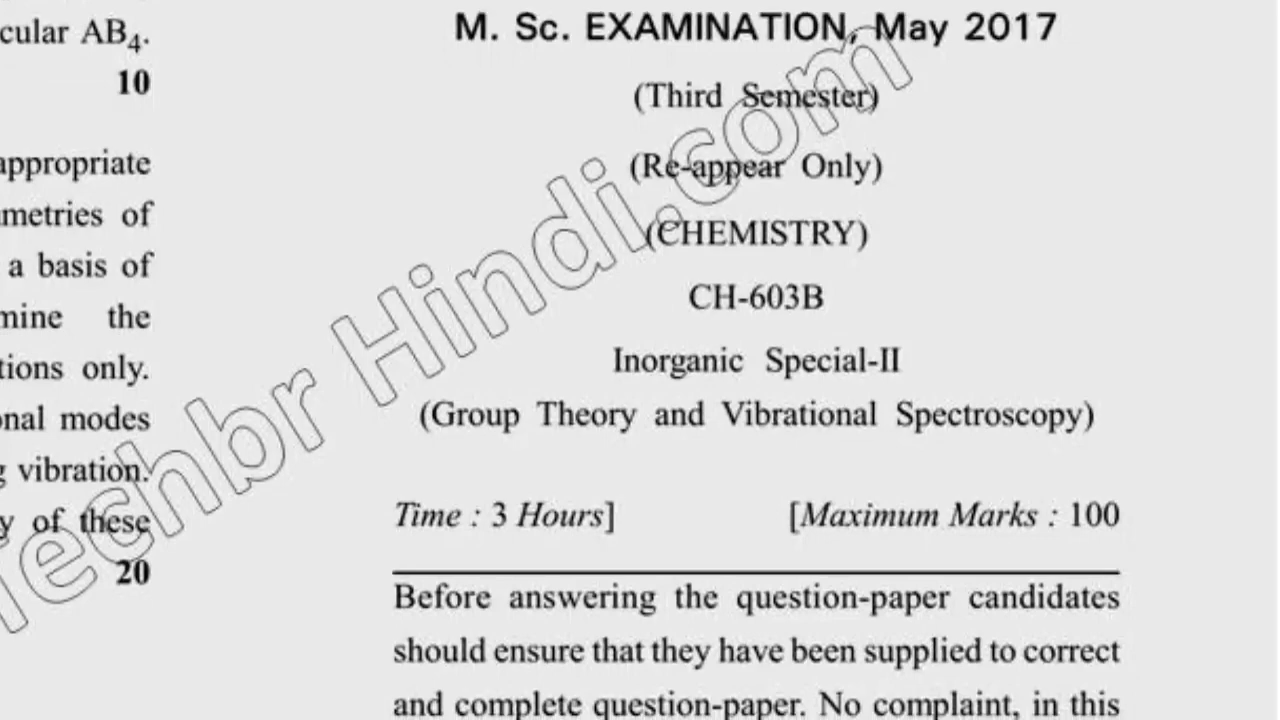 cular AB₄.
10
appropriate
metries of
a basis of
mine the
tions only.
onal modes
g vibration.
y of these
20
M. Sc. EXAMINATION, May 2017
(Third Semester)
(Re-appear Only)
(CHEMISTRY)
CH-603B
Inorganic Special-II
(Group Theory and Vibrational Spectroscopy)
Time : 3 Hours] [Maximum Marks : 100
Before answering the question-paper candidates
should ensure that they have been supplied to correct
and complete question-paper. No complaint, in this
Techbr Hindi.com